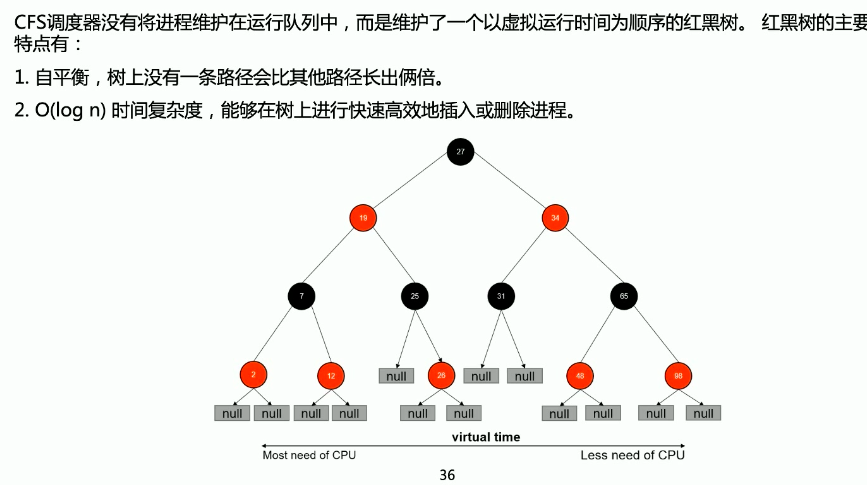 CFS调度器没有将进程维护在运行队列中，而是维护了一个以虚拟运行时间为顺序的红黑树。 红黑树的主要
特点有：
1. 自平衡，树上没有一条路径会比其他路径长出俩倍。
2. O(log n) 时间复杂度，能够在树上进行快速高效地插入或删除进程。
27
19 34
7 25 31 65
2 12 null 26 null null 48 98
null null null null null null null null null null
virtual time
Most need of CPU Less need of CPU
36